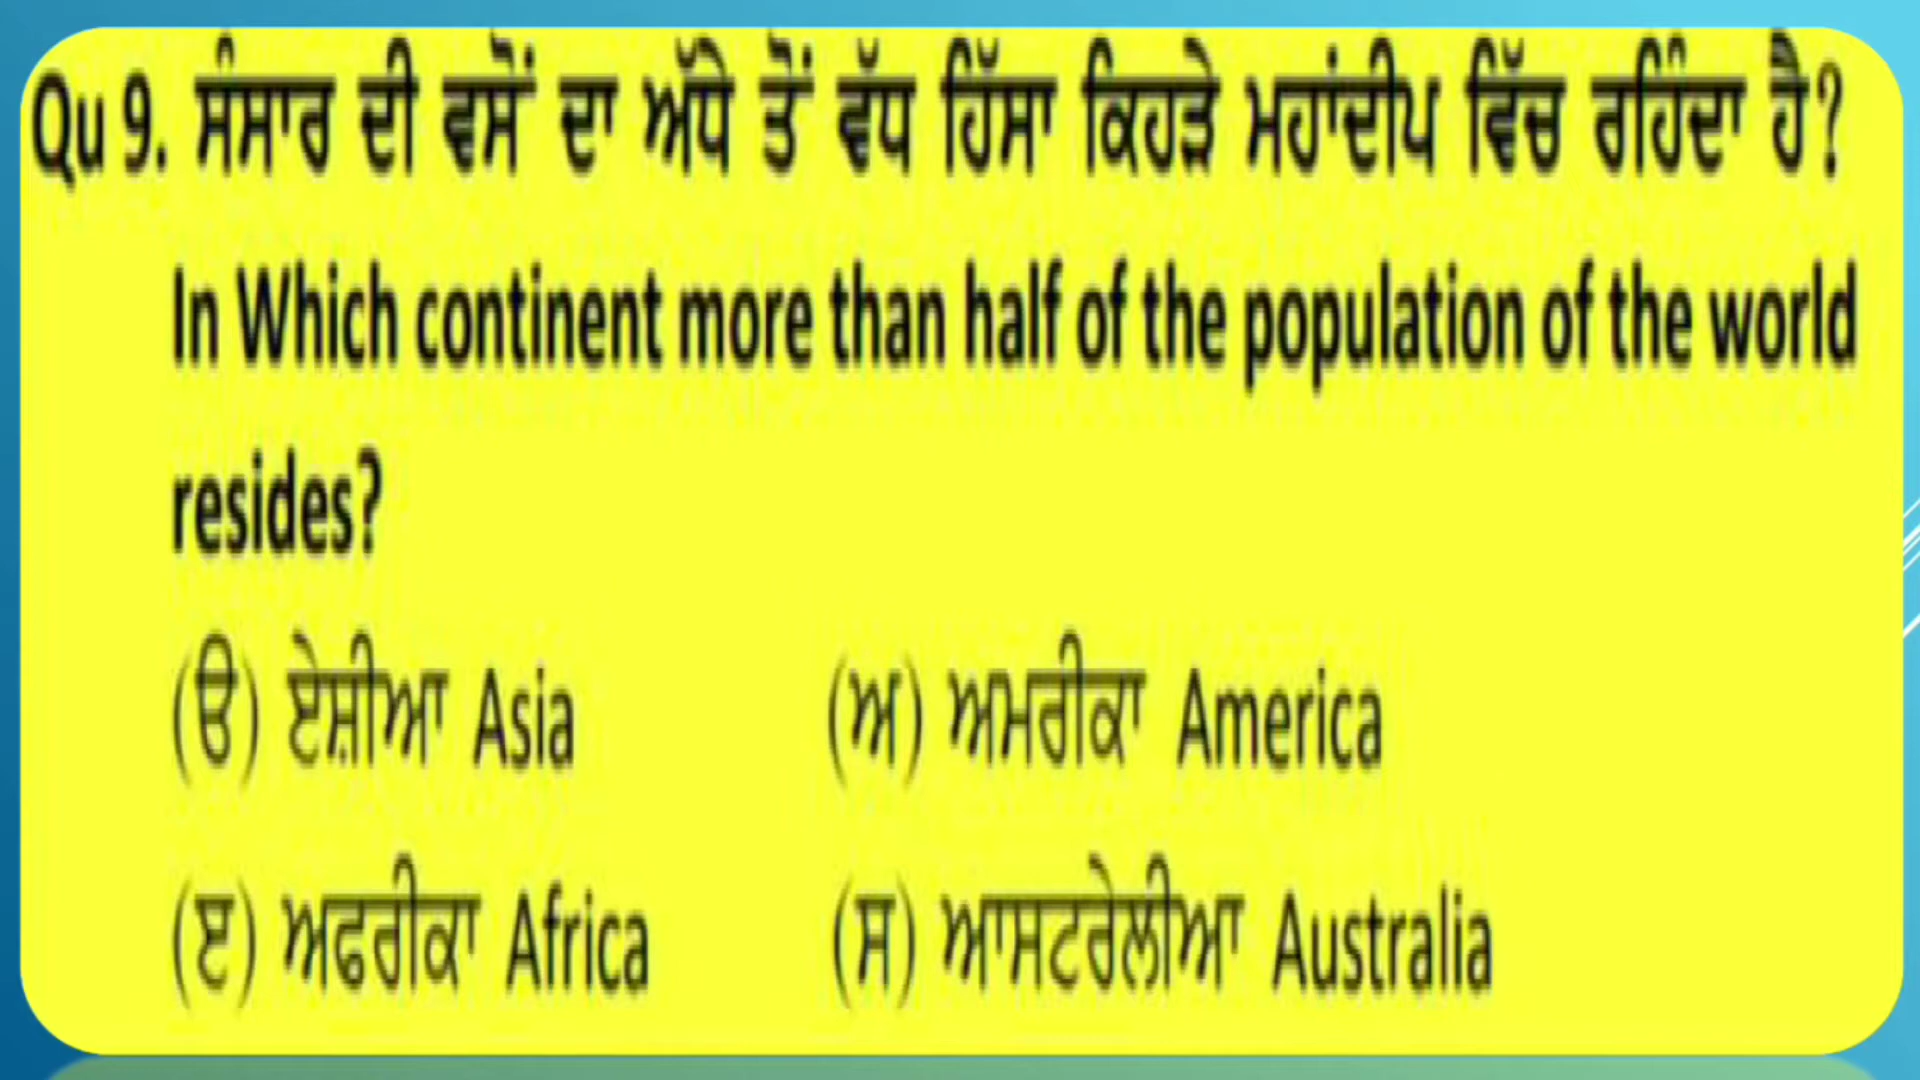 Qu 9. ਸੰਸਾਰ ਦੀ ਵਸੋਂ ਦਾ ਅੱਧੇ ਤੋਂ ਵੱਧ ਹਿੱਸਾ ਕਿਹੜੇ ਮਹਾਂਦੀਪ ਵਿੱਚ ਰਹਿੰਦਾ ਹੈ?
In Which continent more than half of the population of the world
resides?
(ੳ) ਏਸ਼ੀਆ Asia (ਅ) ਅਮਰੀਕਾ America
(ੲ) ਅਫਰੀਕਾ Africa (ਸ) ਆਸਟਰੇਲੀਆ Australia